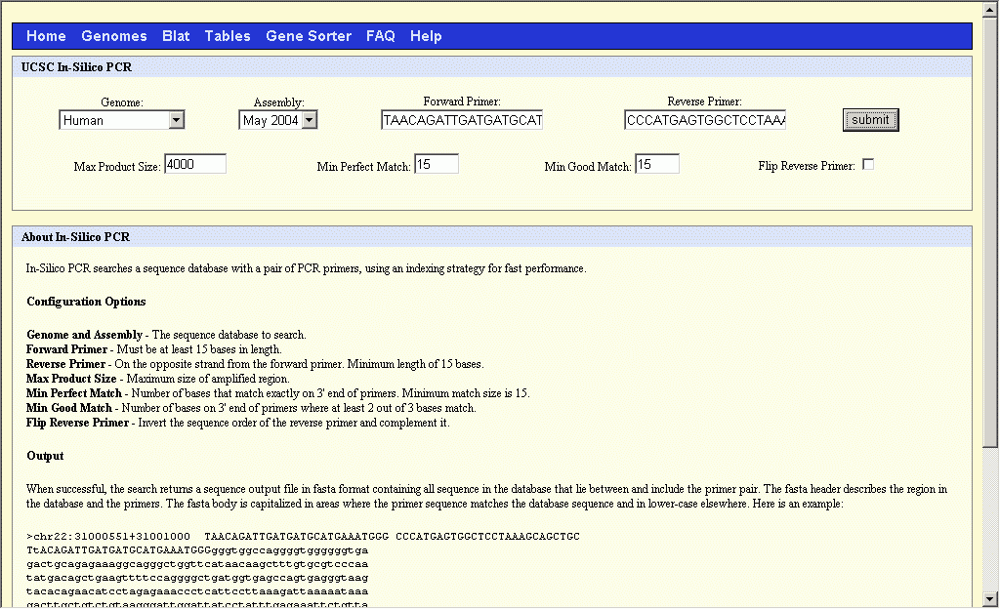 Home Genomes Blat Tables Gene Sorter FAQ Help
UCSC In-Silico PCR
Genome: Assembly: Forward Primer: Reverse Primer:
Human May 2004 TAACAGATTGATGATGCAT CCCATGAGTGGCTCCTAAA submit
Max Product Size: 4000 Min Perfect Match: 15 Min Good Match: 15 Flip Reverse Primer:
About In-Silico PCR
In-Silico PCR searches a sequence database with a pair of PCR primers, using an indexing strategy for fast performance.
Configuration Options
Genome and Assembly - The sequence database to search.
Forward Primer - Must be at least 15 bases in length.
Reverse Primer - On the opposite strand from the forward primer. Minimum length of 15 bases.
Max Product Size - Maximum size of amplified region.
Min Perfect Match - Number of bases that match exactly on 3' end of primers. Minimum match size is 15.
Min Good Match - Number of bases on 3' end of primers where at least 2 out of 3 bases match.
Flip Reverse Primer - Invert the sequence order of the reverse primer and complement it.
Output
When successful, the search returns a sequence output file in fasta format containing all sequence in the database that lie between and include the primer pair. The fasta header describes the region in
the database and the primers. The fasta body is capitalized in areas where the primer sequence matches the database sequence and in lower-case elsewhere. Here is an example:
>chr22:31000551+31001000 TAACAGATTGATGATGCATGAAATGGG CCCATGAGTGGCTCCTAAAGCAGCTGC
TtACAGATTGATGATGCATGAAATGGGgggtggccaggggtggggggtga
gactgcagagaaaggcagggctggttcataacaagctttgtgcgtcccaa
tatgacagctgaagttttccaggggctgatggtgagccagtgagggtaag
tacacagaacatcctagagaaaccctcattccttaaagattaaaaataaa
gacttgctgtctgtaagggattggattatcctatttgagaaattctgtta